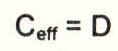 C_eff = D